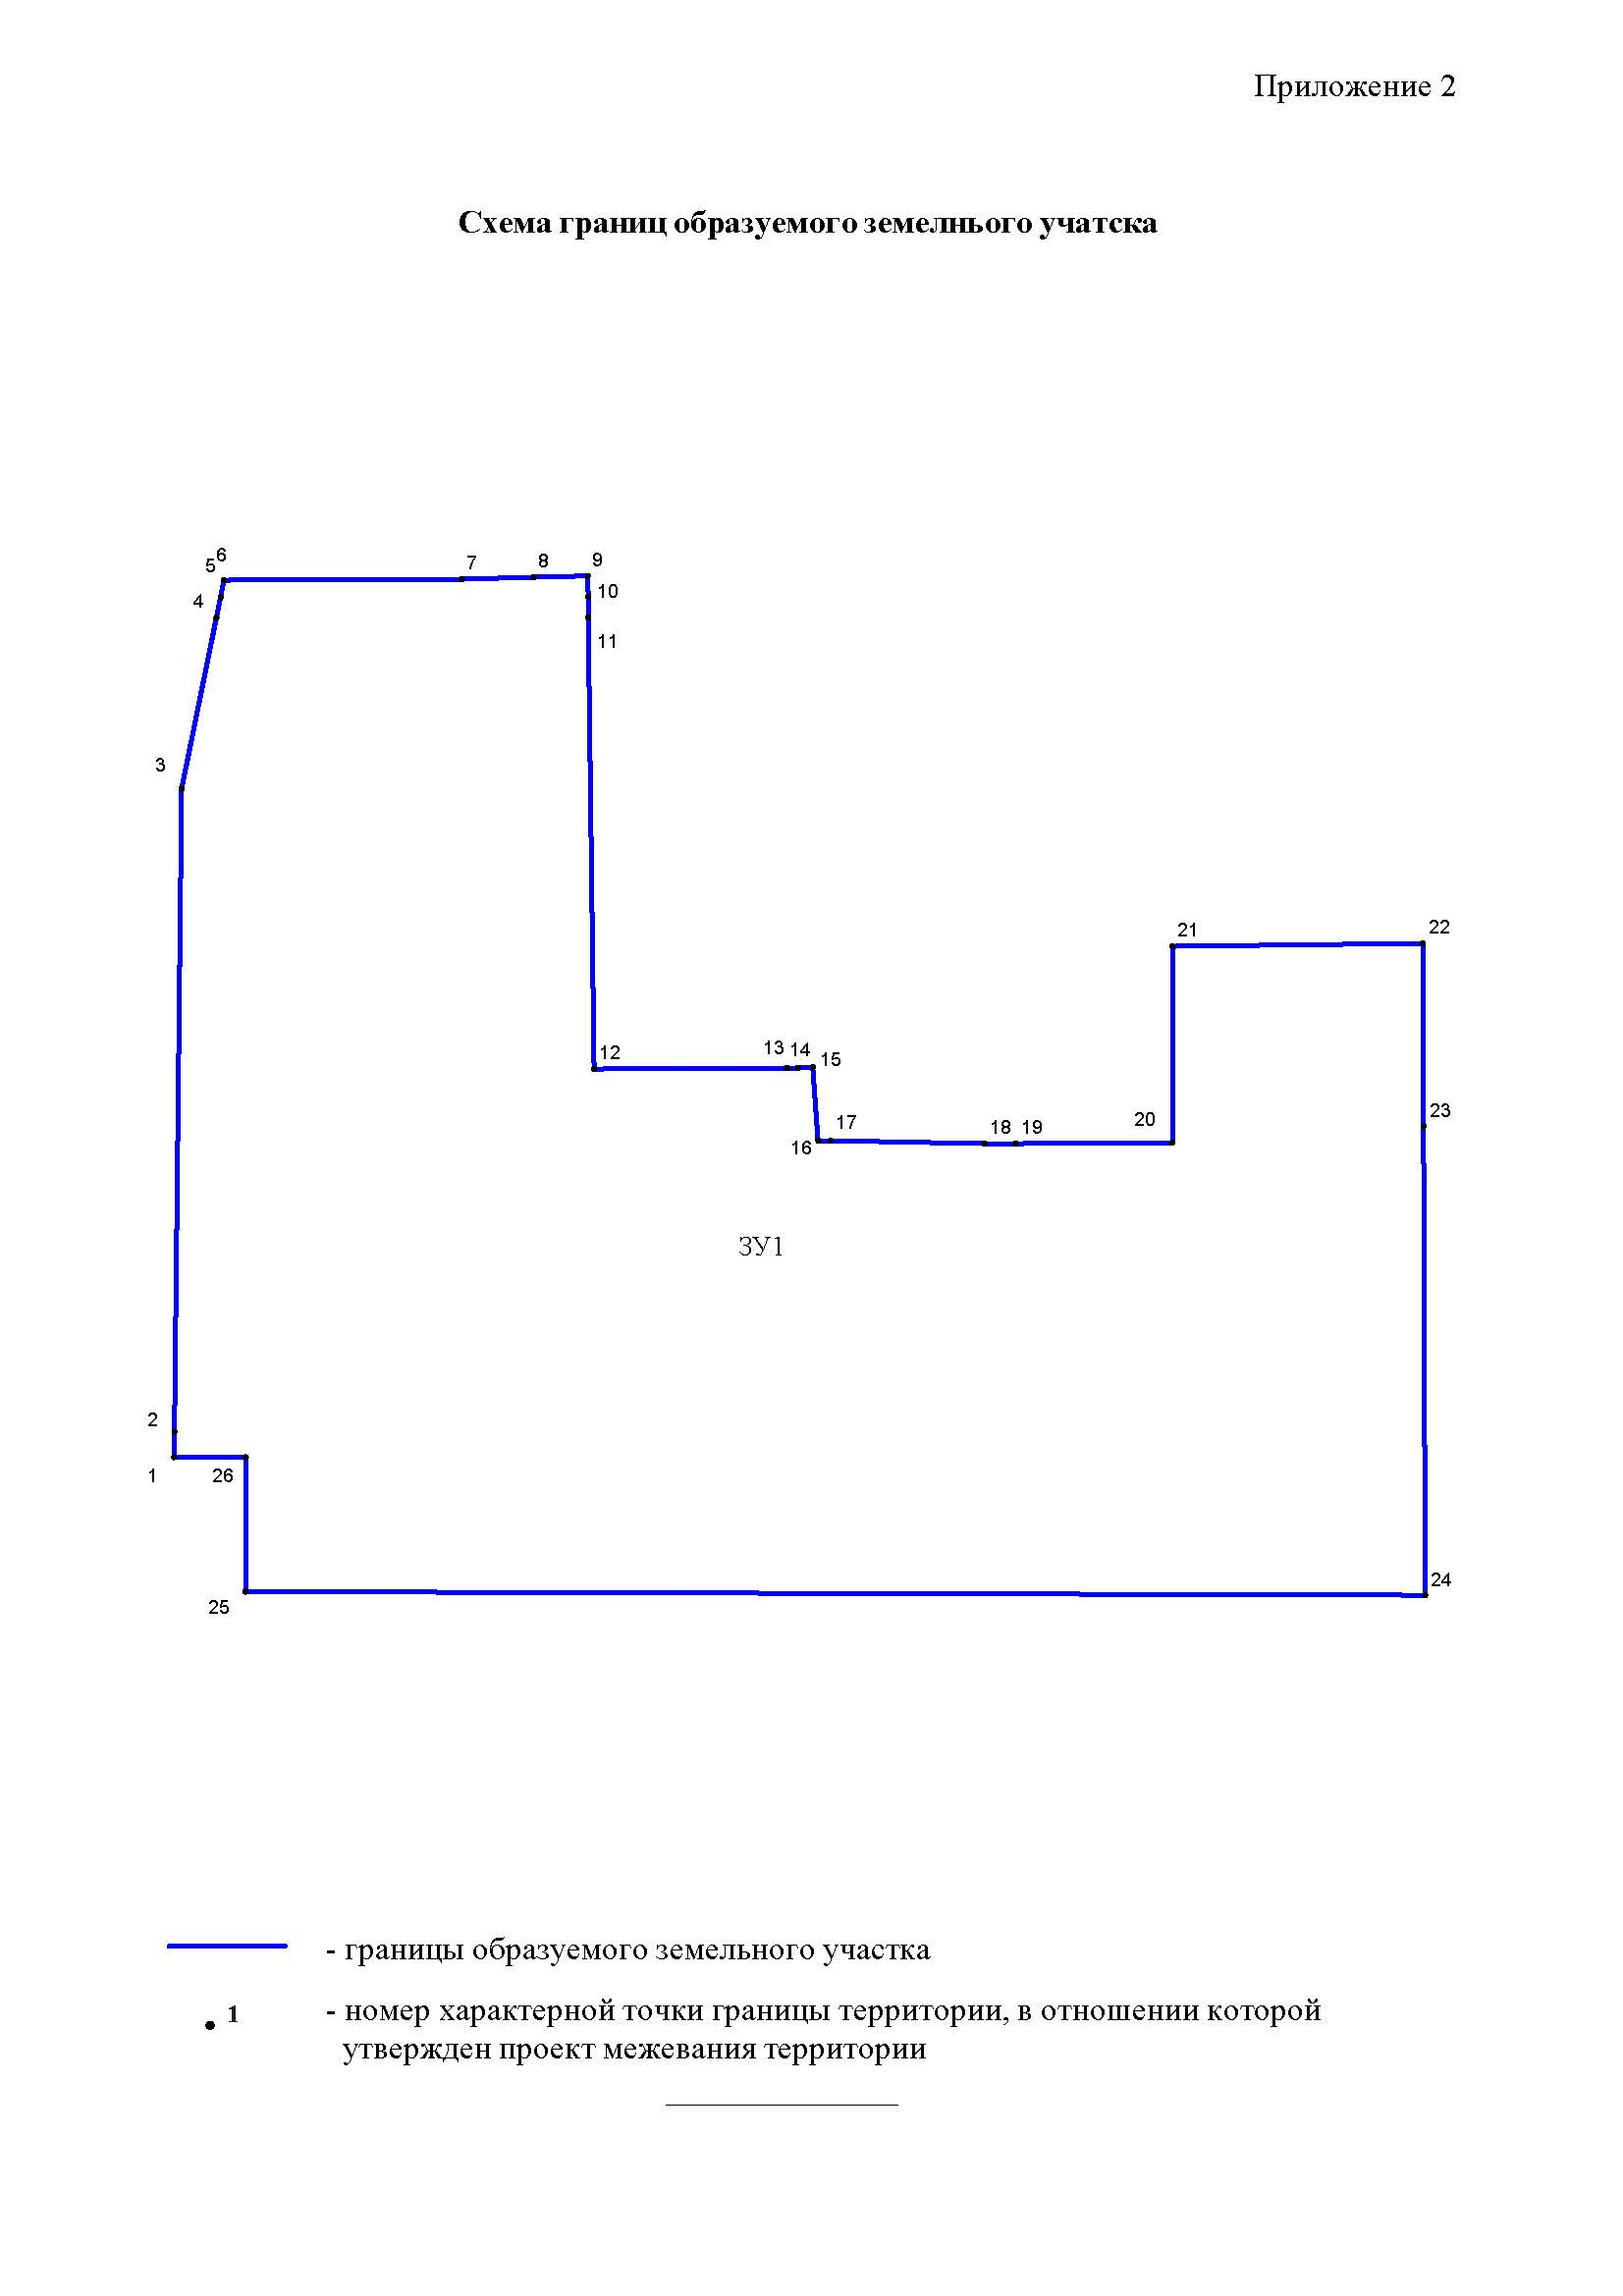 Приложение 2
Схема границ образуемого земелнього учатска
5 6 7 8 9
4 10
11
3
21 22
12 13 14 15
16 17 18 19 20 23
ЗУ1
2
1 26
25 24
- границы образуемого земельного участка
1 - номер характерной точки границы территории, в отношении которой
утвержден проект межевания территории